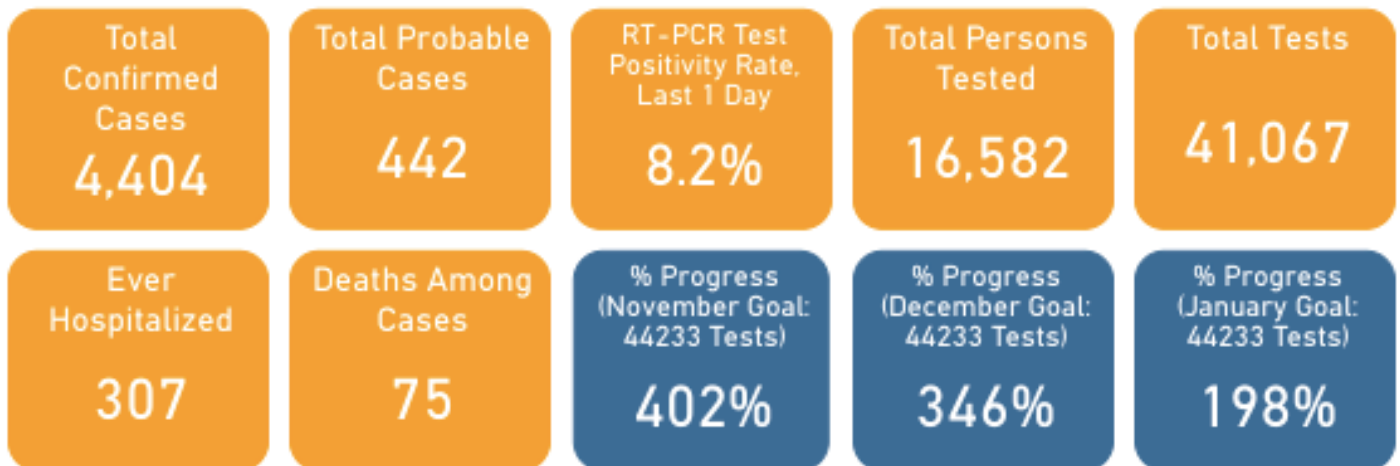 Total
Confirmed
Cases
4,404
Total Probable
Cases
442
RT-PCR Test
Positivity Rate,
Last 1 Day
8.2%
Total Persons
Tested
16,582
Total Tests
41,067
Ever
Hospitalized
307
Deaths Among
Cases
75
% Progress
(November Goal:
44233 Tests)
402%
% Progress
(December Goal:
44233 Tests)
346%
% Progress
(January Goal:
44233 Tests)
198%